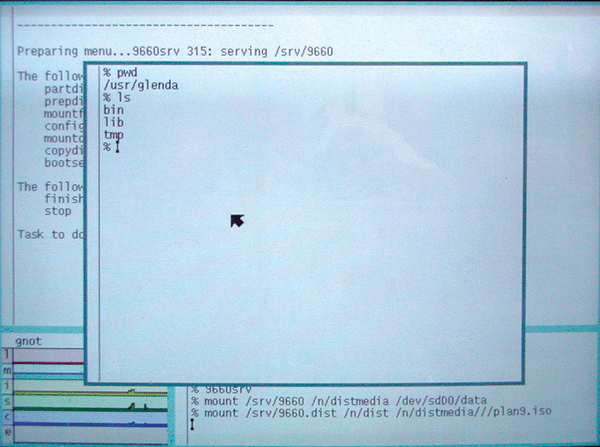 Preparing menu...9660srv 315: serving /srv/9660
The follow
partdi
prepdi
mountf
config
mountd
copydi
bootse
The follow
finish
stop
Task to do
% pwd
/usr/glenda
% ls
bin
lib
tmp
%
gnot
l
m
i
s
c
e
% 9660srv
% mount /srv/9660 /n/distmedia /dev/sdD0/data
% mount /srv/9660.dist /n/dist /n/distmedia///plan9.iso